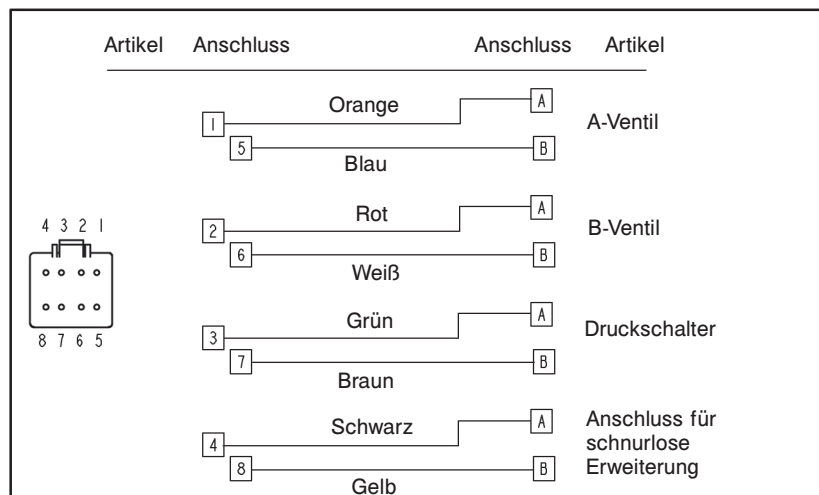 Artikel Anschluss Anschluss Artikel
Orange A
1 A-Ventil
5 B
Blau
Rot A
2 B-Ventil
6 B
Weiß
4 3 2 1
8 7 6 5
Grün A
3 Druckschalter
7 B
Braun
Schwarz A Anschluss für
4 schnurlose
8 B Erweiterung
Gelb